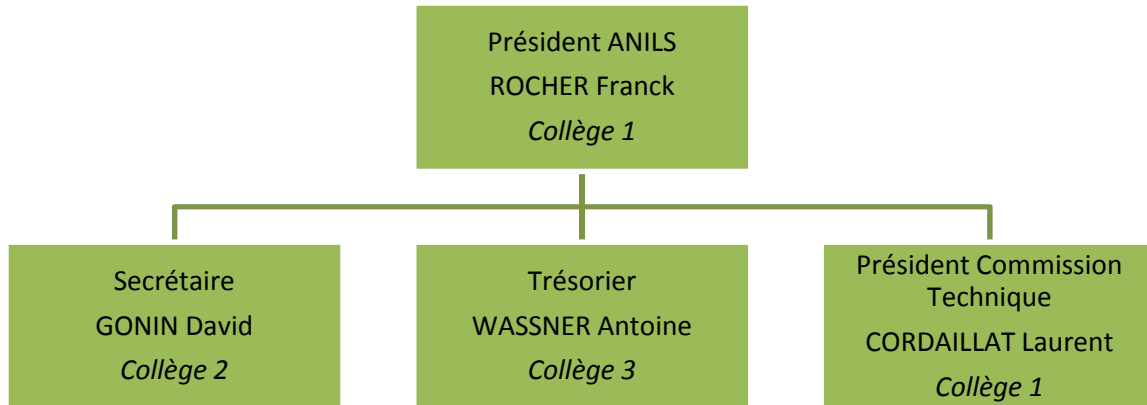 Président ANILS
ROCHER Franck
Collège 1
Secrétaire
GONIN David
Collège 2
Trésorier
WASSNER Antoine
Collège 3
Président Commission
Technique
CORDAILLAT Laurent
Collège 1